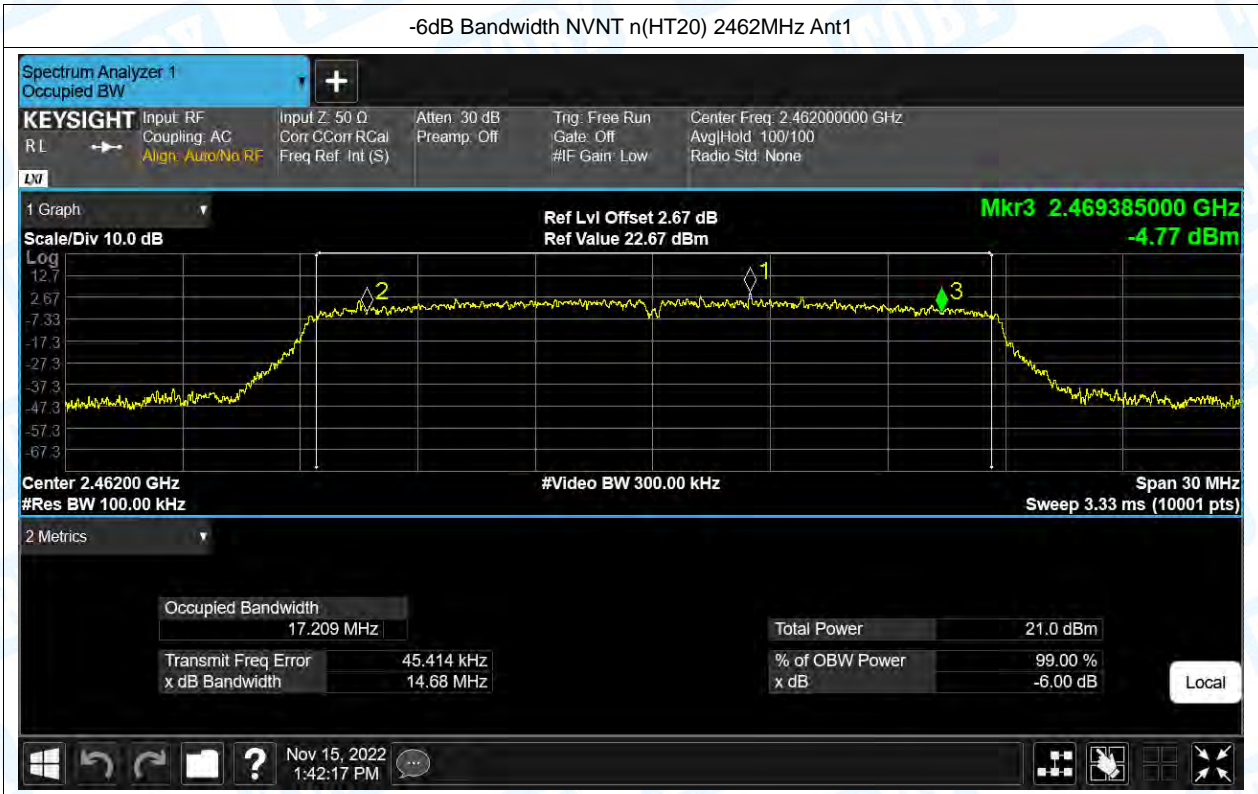 -6dB Bandwidth NVNT n(HT20) 2462MHz Ant1
Spectrum Analyzer 1
Occupied BW
+
KEYSIGHT
RL
LXI
Input: RF
Coupling: AC
Align: Auto/No RF
Input Z: 50 Ω
Corr CCorr RCal
Freq Ref: Int (S)
Atten: 30 dB
Preamp: Off
Trig: Free Run
Gate: Off
#IF Gain: Low
Center Freq: 2.462000000 GHz
Avg|Hold: 100/100
Radio Std: None
1 Graph
Scale/Div 10.0 dB
Ref Lvl Offset 2.67 dB
Ref Value 22.67 dBm
Mkr3 2.469385000 GHz
-4.77 dBm
Log
12.7
2.67
-7.33
-17.3
-27.3
-37.3
-47.3
-57.3
-67.3
2
1
3
Center 2.46200 GHz
#Res BW 100.00 kHz
#Video BW 300.00 kHz
Span 30 MHz
Sweep 3.33 ms (10001 pts)
2 Metrics
Occupied Bandwidth
17.209 MHz
Transmit Freq Error 45.414 kHz
x dB Bandwidth 14.68 MHz
Total Power 21.0 dBm
% of OBW Power 99.00 %
x dB -6.00 dB
Local
?
Nov 15, 2022
1:42:17 PM